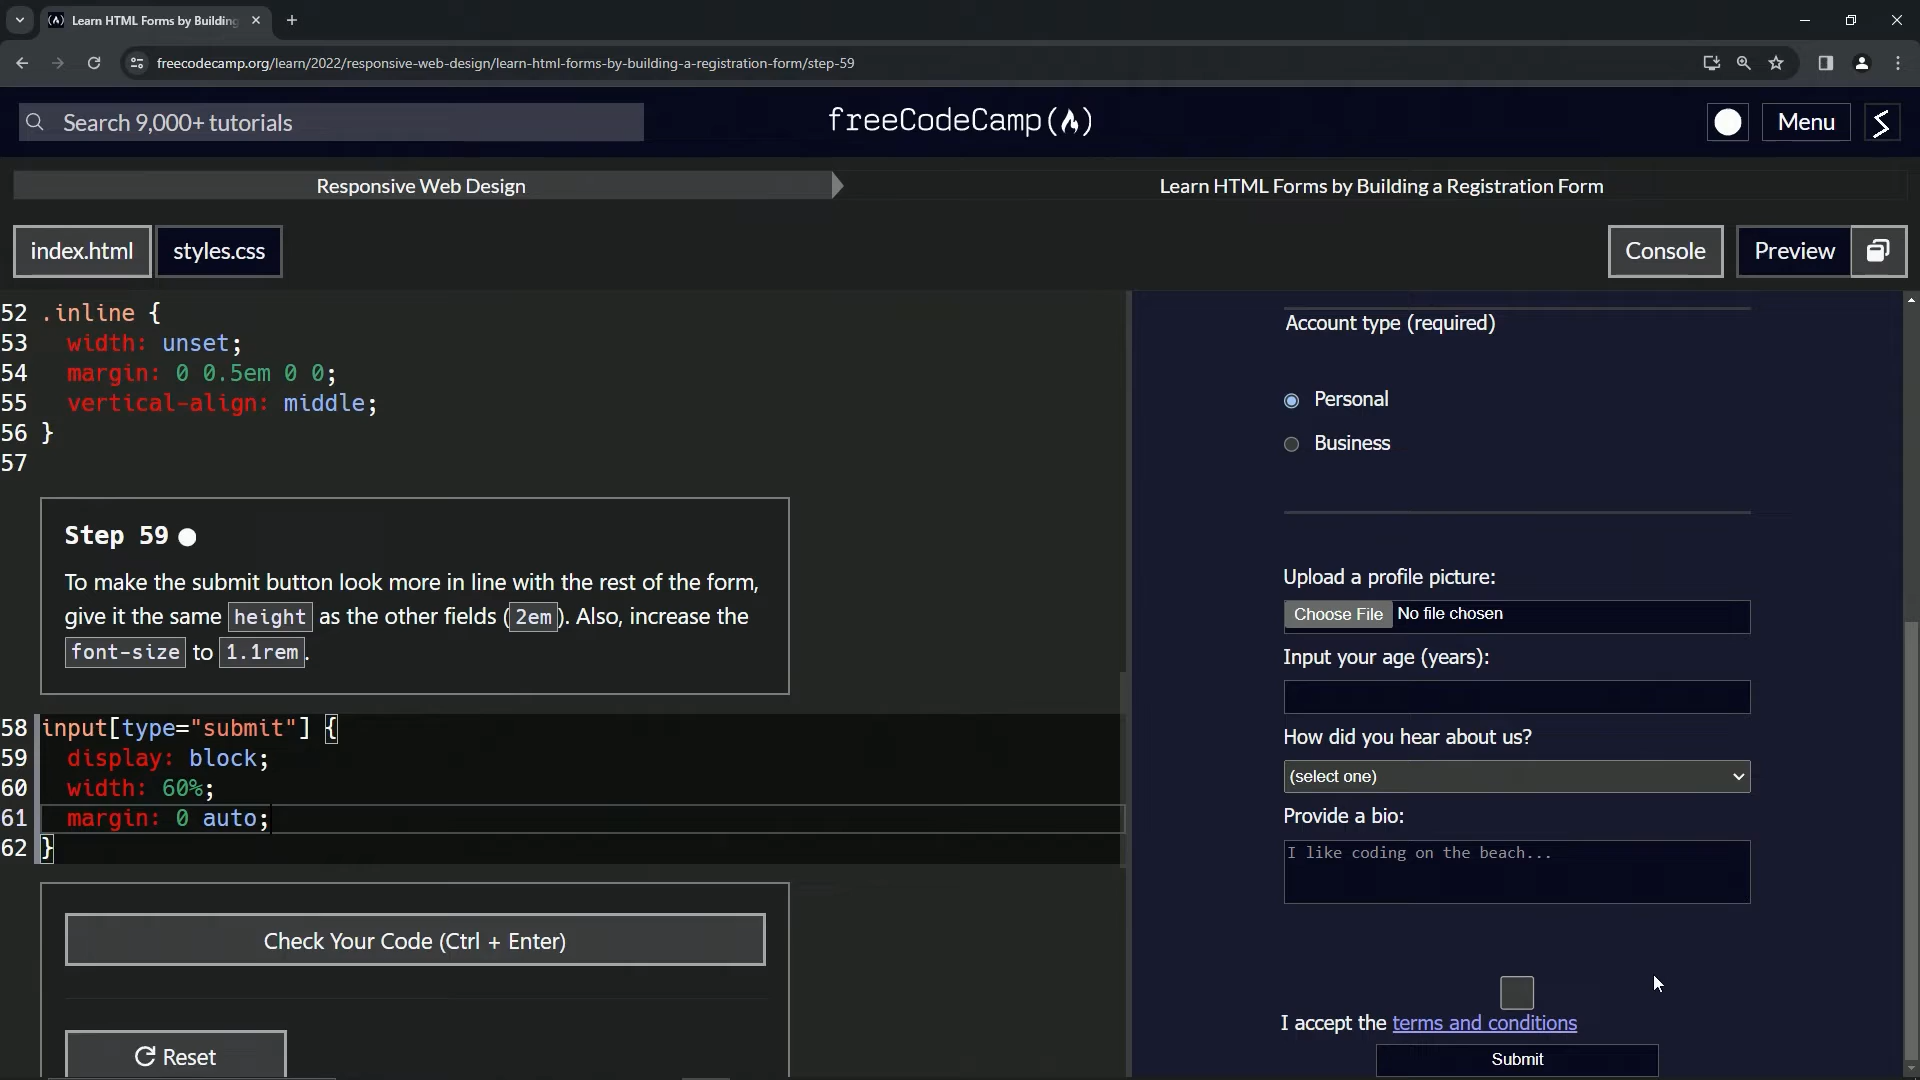 Learn HTML Forms by Building
freecodecamp.org/learn/2022/responsive-web-design/learn-html-forms-by-building-a-registration-form/step-59
Search 9,000+ tutorials
freeCodeCamp
Menu
Responsive Web Design
Learn HTML Forms by Building a Registration Form
index.html
styles.css
Console
Preview
52 .inline {
53 width: unset;
54 margin: 0 0.5em 0 0;
55 vertical-align: middle;
56 }
57
Step 59
To make the submit button look more in line with the rest of the form,
give it the same height as the other fields (2em). Also, increase the
font-size to 1.1rem.
58 input[type="submit"] {
59 display: block;
60 width: 60%;
61 margin: 0 auto;
62 }
Check Your Code (Ctrl + Enter)
Reset
Account type (required)
Personal
Business
Upload a profile picture:
Choose File No file chosen
Input your age (years):
How did you hear about us?
(select one)
Provide a bio:
I like coding on the beach...
I accept the terms and conditions
Submit